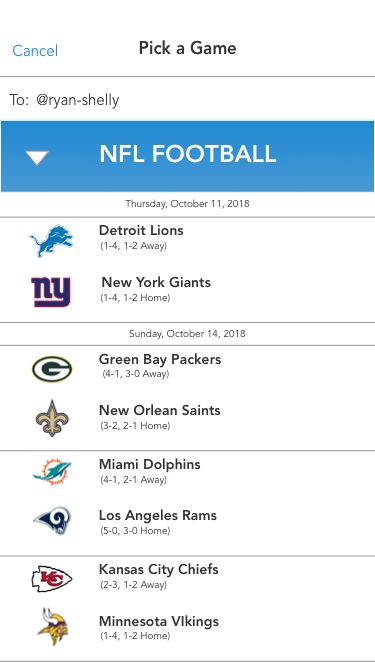 Cancel
Pick a Game
To: @ryan-shelly
NFL FOOTBALL
Thursday, October 11, 2018
Detroit Lions
(1-4, 1-2 Away)
ny
New York Giants
(1-4, 1-2 Home)
Sunday, October 14, 2018
G
Green Bay Packers
(4-1, 3-0 Away)
New Orlean Saints
(3-2, 2-1 Home)
Miami Dolphins
(4-1, 2-1 Away)
Los Angeles Rams
(5-0, 3-0 Home)
KC
Kansas City Chiefs
(2-3, 1-2 Away)
Minnesota VIkings
(1-4, 1-2 Home)